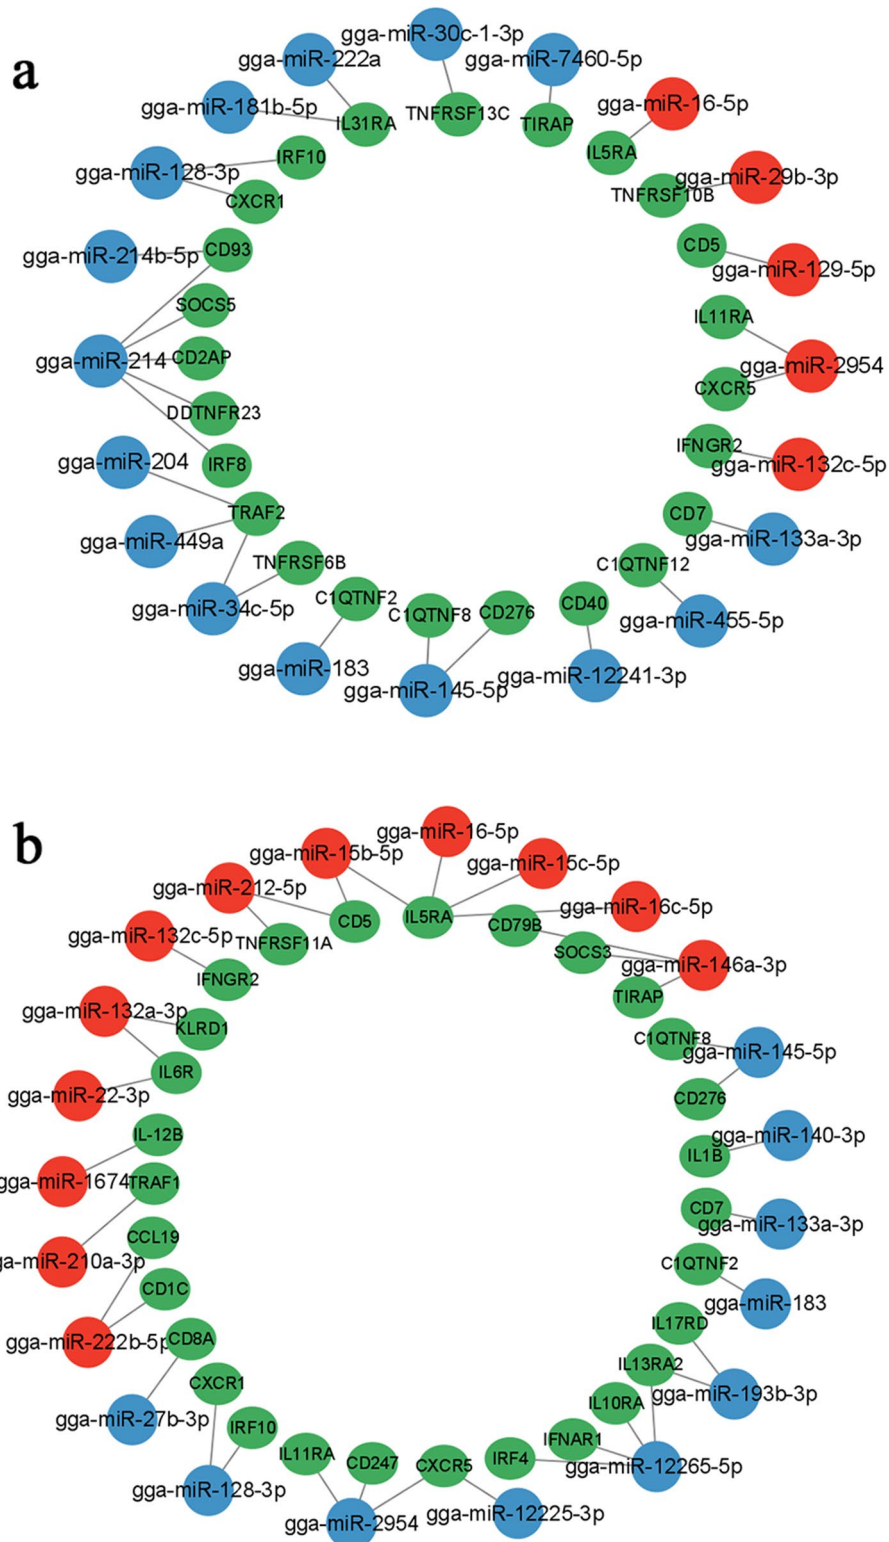 a
gga-miR-30c-1-3p
gga-miR-222a
gga-miR-7460-5p
gga-miR-181b-5p
gga-miR-16-5p
IL31RA
TNFRSF13C
TIRAP
IL5RA
IRF10
gga-miR-128-3p
gga-miR-29b-3p
TNFRSF10B
CXCR1
CD93
CD5
gga-miR-214b-5p
gga-miR-129-5p
SOCS5
IL11RA
gga-miR-214
CD2AP
gga-miR-2954
CXCR5
DDTNFR23
IFNGR2
gga-miR-204
IRF8
gga-miR-132c-5p
TRAF2
CD7
gga-miR-449a
gga-miR-133a-3p
TNFRSF6B
C1QTNF12
C1QTNF2
CD40
gga-miR-34c-5p
C1QTNF8
CD276
gga-miR-455-5p
gga-miR-183
gga-miR-12241-3p
gga-miR-145-5p
b
gga-miR-16-5p
gga-miR-15b-5p
gga-miR-15c-5p
gga-miR-212-5p
gga-miR-16c-5p
CD5
IL5RA
CD79B
gga-miR-132c-5p
TNFRSF11A
SOCS3
gga-miR-146a-3p
IFNGR2
TIRAP
gga-miR-132a-3p
KLRD1
C1QTNF8
gga-miR-145-5p
IL6R
gga-miR-22-3p
CD276
IL-12B
gga-miR-140-3p
IL1B
gga-miR-1674
TRAF1
CD7
gga-miR-133a-3p
CCL19
ga-miR-210a-3p
C1QTNF2
CD1C
gga-miR-183
IL17RD
gga-miR-222b-5p
CD8A
IL13RA2
CXCR1
gga-miR-193b-3p
IL10RA
gga-miR-27b-3p
IRF10
IFNAR1
IL11RA
CD247
CXCR5
IRF4
gga-miR-12265-5p
gga-miR-128-3p
gga-miR-2954
gga-miR-12225-3p